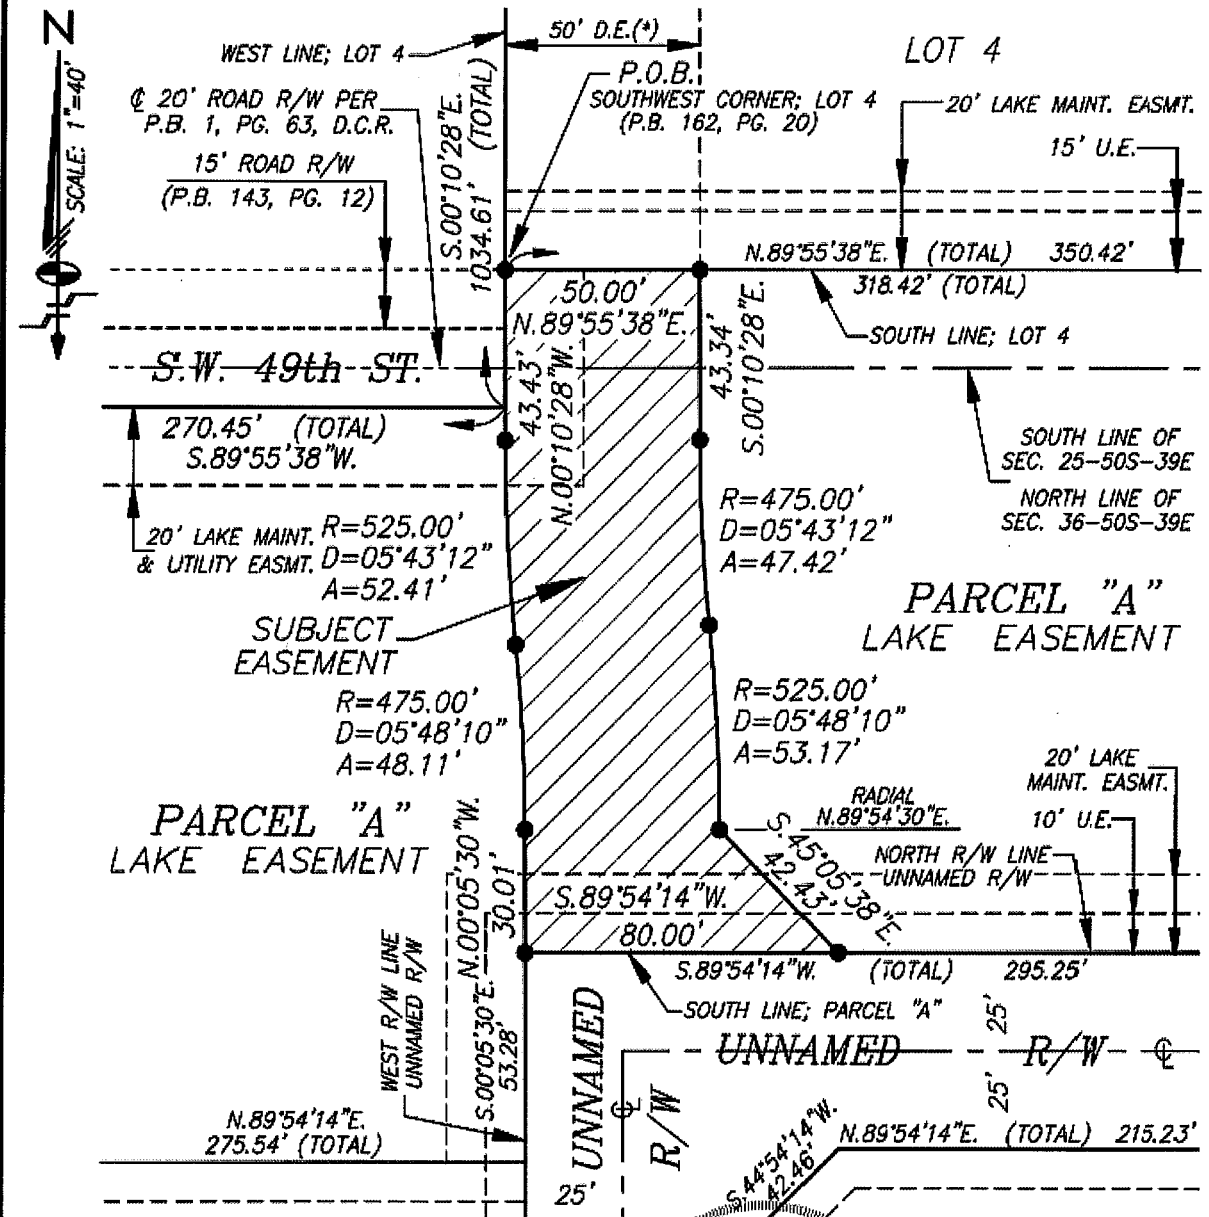 N
SCALE: 1"=40'
WEST LINE; LOT 4
50' D.E.(*)
LOT 4
P.O.B.
SOUTHWEST CORNER; LOT 4
(P.B. 162, PG. 20)
℄ 20' ROAD R/W PER
P.B. 1, PG. 63, D.C.R.
20' LAKE MAINT. EASMT.
15' U.E.
15' ROAD R/W
(P.B. 143, PG. 12)
S.00°10'28"E.
1034.61' (TOTAL)
N.89°55'38"E. (TOTAL) 350.42'
318.42' (TOTAL)
50.00'
N.89°55'38"E.
SOUTH LINE; LOT 4
S.W. 49th ST.
43.43'
N.00°10'28"W.
43.34'
S.00°10'28"E.
270.45' (TOTAL)
S.89°55'38"W.
SOUTH LINE OF
SEC. 25-50S-39E
NORTH LINE OF
SEC. 36-50S-39E
20' LAKE MAINT.
& UTILITY EASMT.
R=525.00'
D=05°43'12"
A=52.41'
R=475.00'
D=05°43'12"
A=47.42'
PARCEL "A"
LAKE EASEMENT
SUBJECT
EASEMENT
R=475.00'
D=05°48'10"
A=48.11'
R=525.00'
D=05°48'10"
A=53.17'
20' LAKE
MAINT. EASMT.
RADIAL
N.89°54'30"E.
10' U.E.
PARCEL "A"
LAKE EASEMENT
S.45°05'38"E.
42.43'
NORTH R/W LINE
UNNAMED R/W
N.00°05'30"W.
30.01'
S.89°54'14"W.
80.00'
S.89°54'14"W. (TOTAL) 295.25'
SOUTH LINE; PARCEL "A"
WEST R/W LINE
UNNAMED R/W
S.00°05'30"E.
53.28'
UNNAMED
℄
R/W
25'
UNNAMED R/W ℄
25'
25'
N.89°54'14"E.
275.54' (TOTAL)
N.89°54'14"E. (TOTAL) 215.23'
S.44°54'14"W.
42.46'